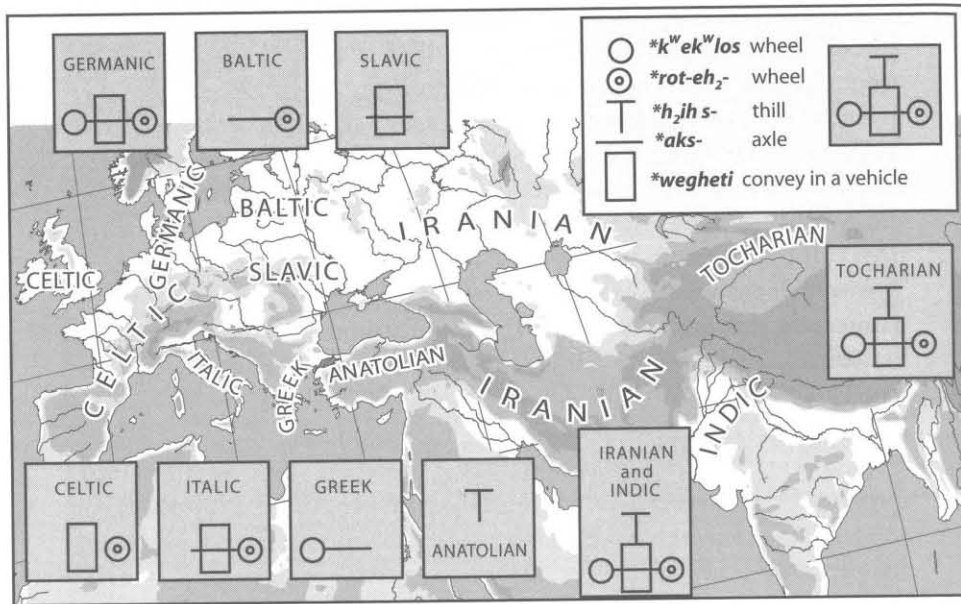 GERMANIC
BALTIC
SLAVIC
*kʷekʷlos wheel
*rot-eh₂- wheel
*h₂ih s- thill
*aks- axle
*wegheti convey in a vehicle
BALTIC
IRANIAN
GERMANIC
SLAVIC
CELTIC
TOCHARIAN
TOCHARIAN
CELTIC
ITALIC
GREEK
ANATOLIAN
IRANIAN
INDIC
CELTIC
ITALIC
GREEK
ANATOLIAN
IRANIAN
and
INDIC